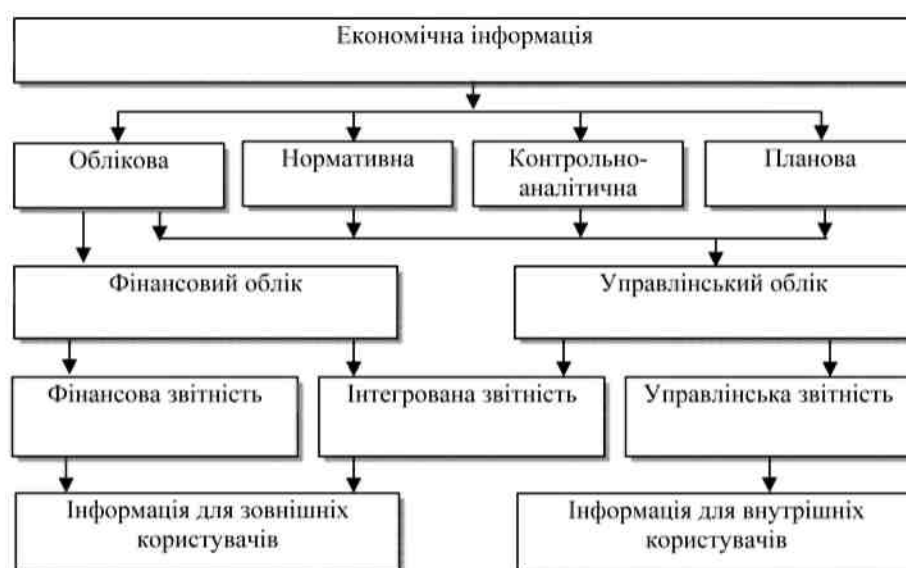 Економічна інформація
Облікова
Нормативна
Контрольно-
аналітична
Планова
Фінансовий облік
Управлінський облік
Фінансова звітність
Інтегрована звітність
Управлінська звітність
Інформація для зовнішніх
користувачів
Інформація для внутрішніх
користувачів